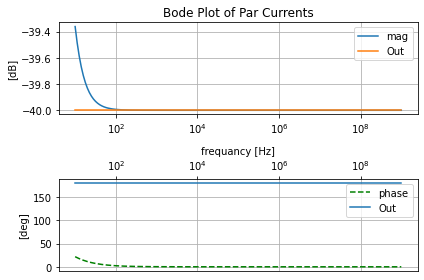 Bode Plot of Par Currents
−39.4
−39.6
−39.8
−40.0
[dB]
mag
Out
10² 10⁴ 10⁶ 10⁸
frequancy [Hz]
10² 10⁴ 10⁶ 10⁸
150
100
50
0
[deg]
phase
Out